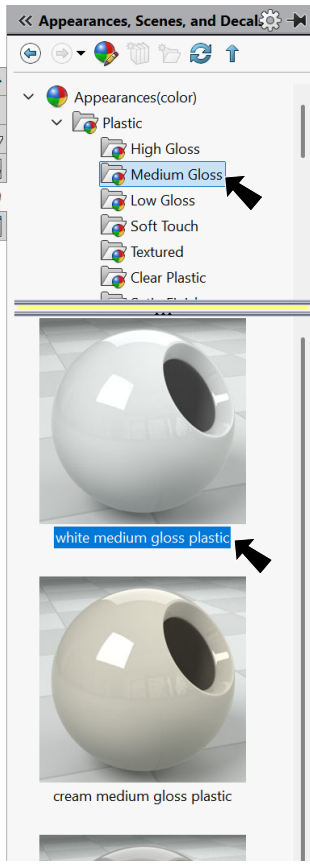 Appearances, Scenes, and Decal
Appearances(color)
Plastic
High Gloss
Medium Gloss
Low Gloss
Soft Touch
Textured
Clear Plastic
white medium gloss plastic
cream medium gloss plastic